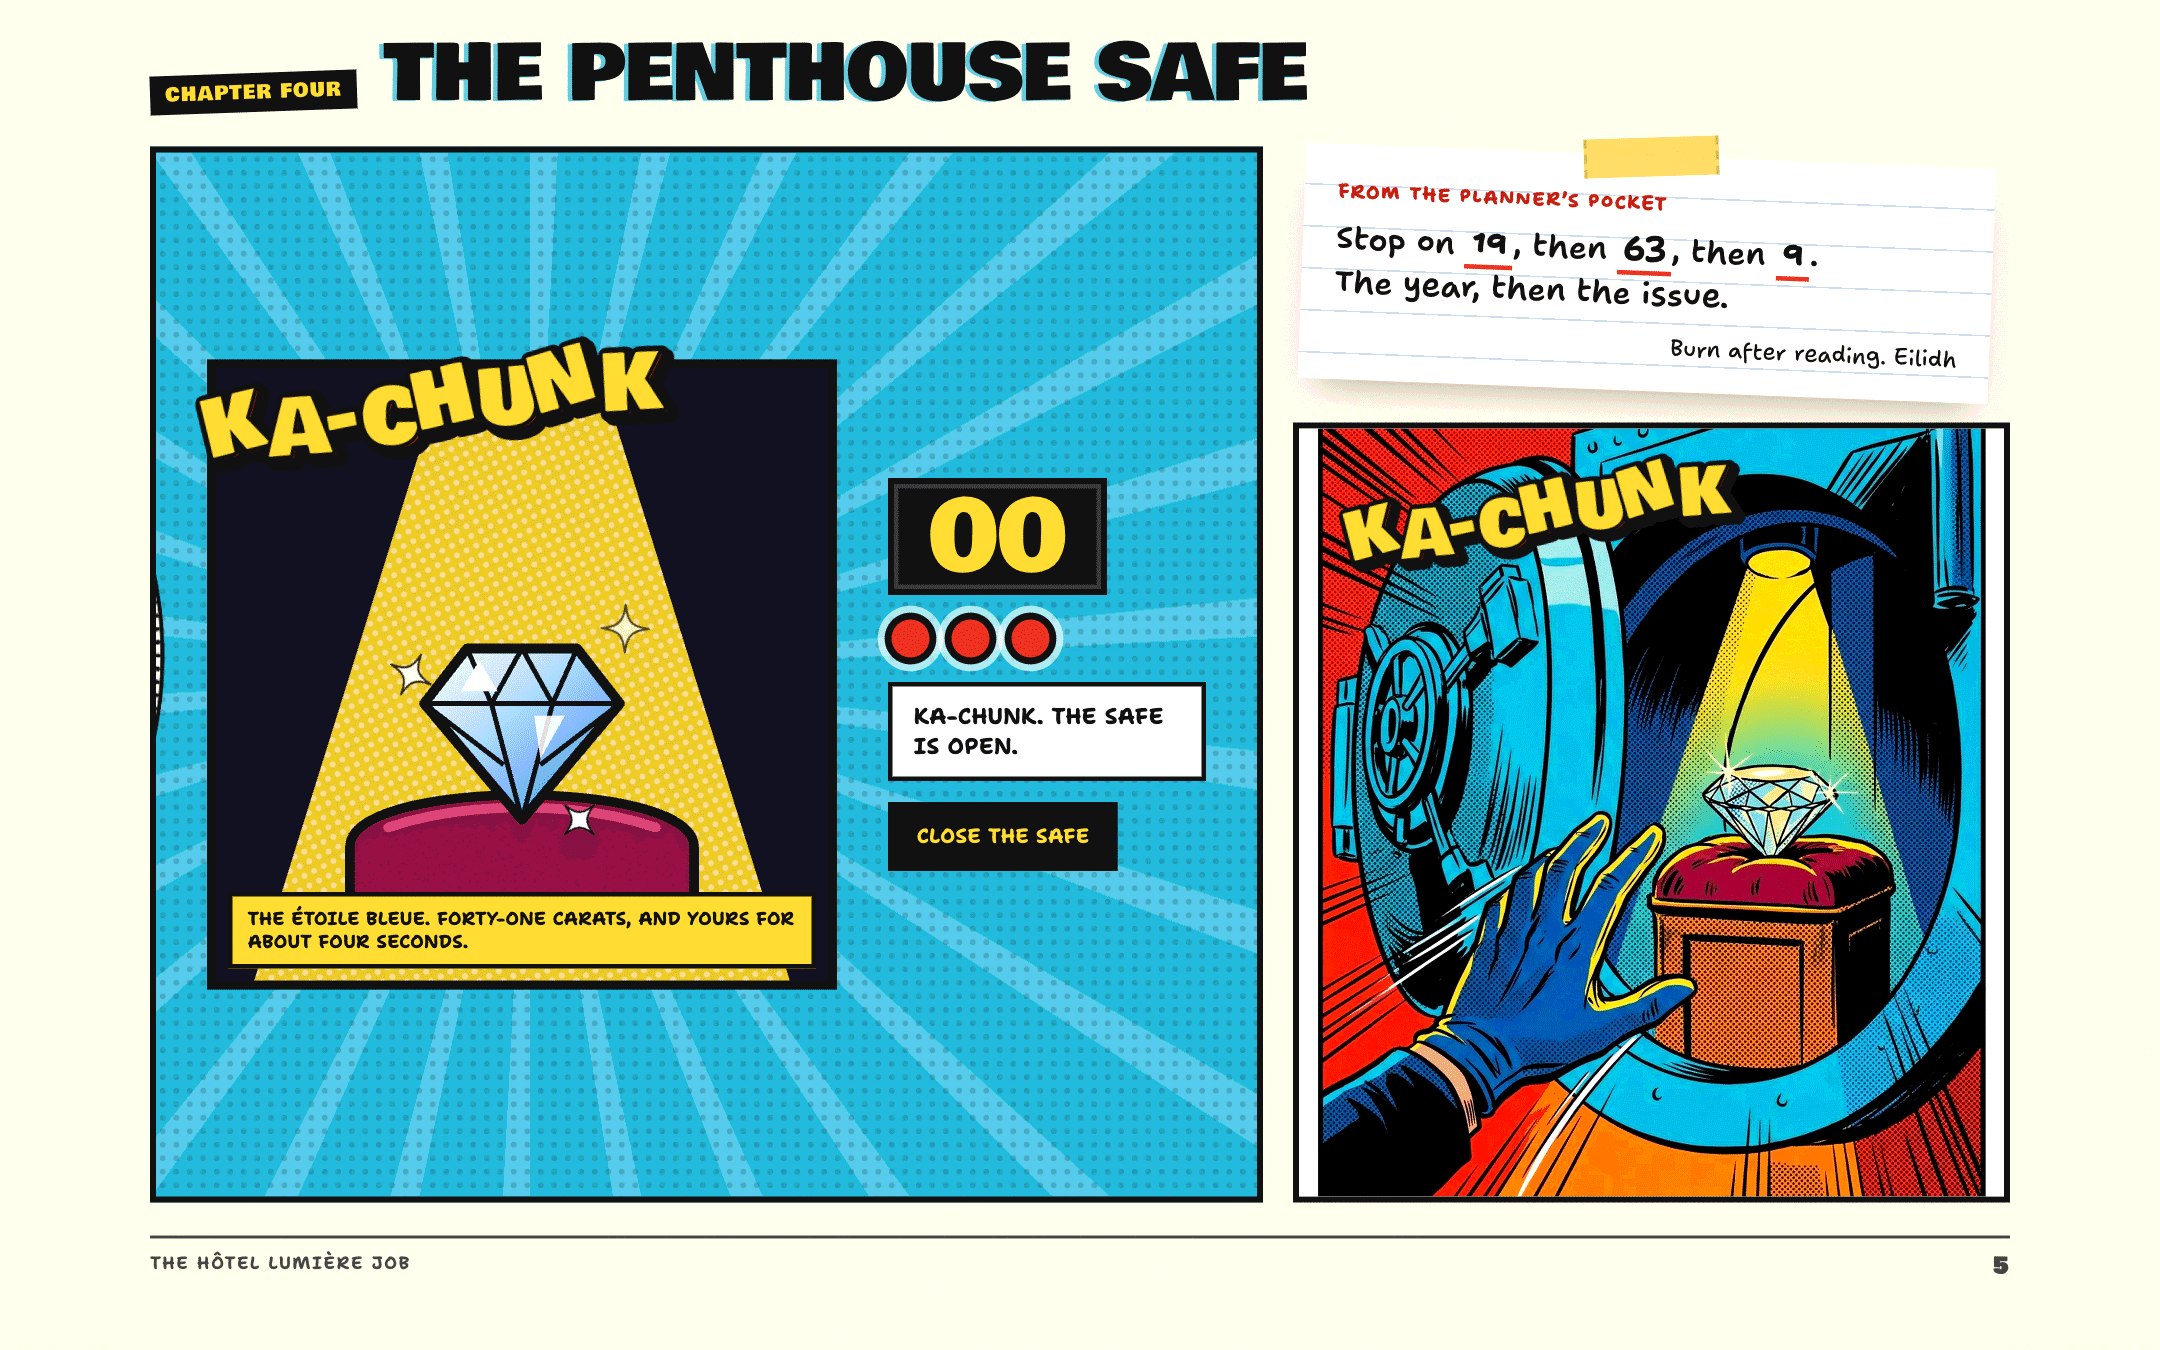 CHAPTER FOUR
THE PENTHOUSE SAFE
KA-CHUNK
THE ÉTOILE BLEUE. FORTY-ONE CARATS, AND YOURS FOR
ABOUT FOUR SECONDS.
00
KA-CHUNK. THE SAFE
IS OPEN.
CLOSE THE SAFE
FROM THE PLANNER'S POCKET
Stop on 19, then 63, then 9.
The year, then the issue.
Burn after reading. Eilidh
KA-CHUNK
THE HÔTEL LUMIÈRE JOB
5